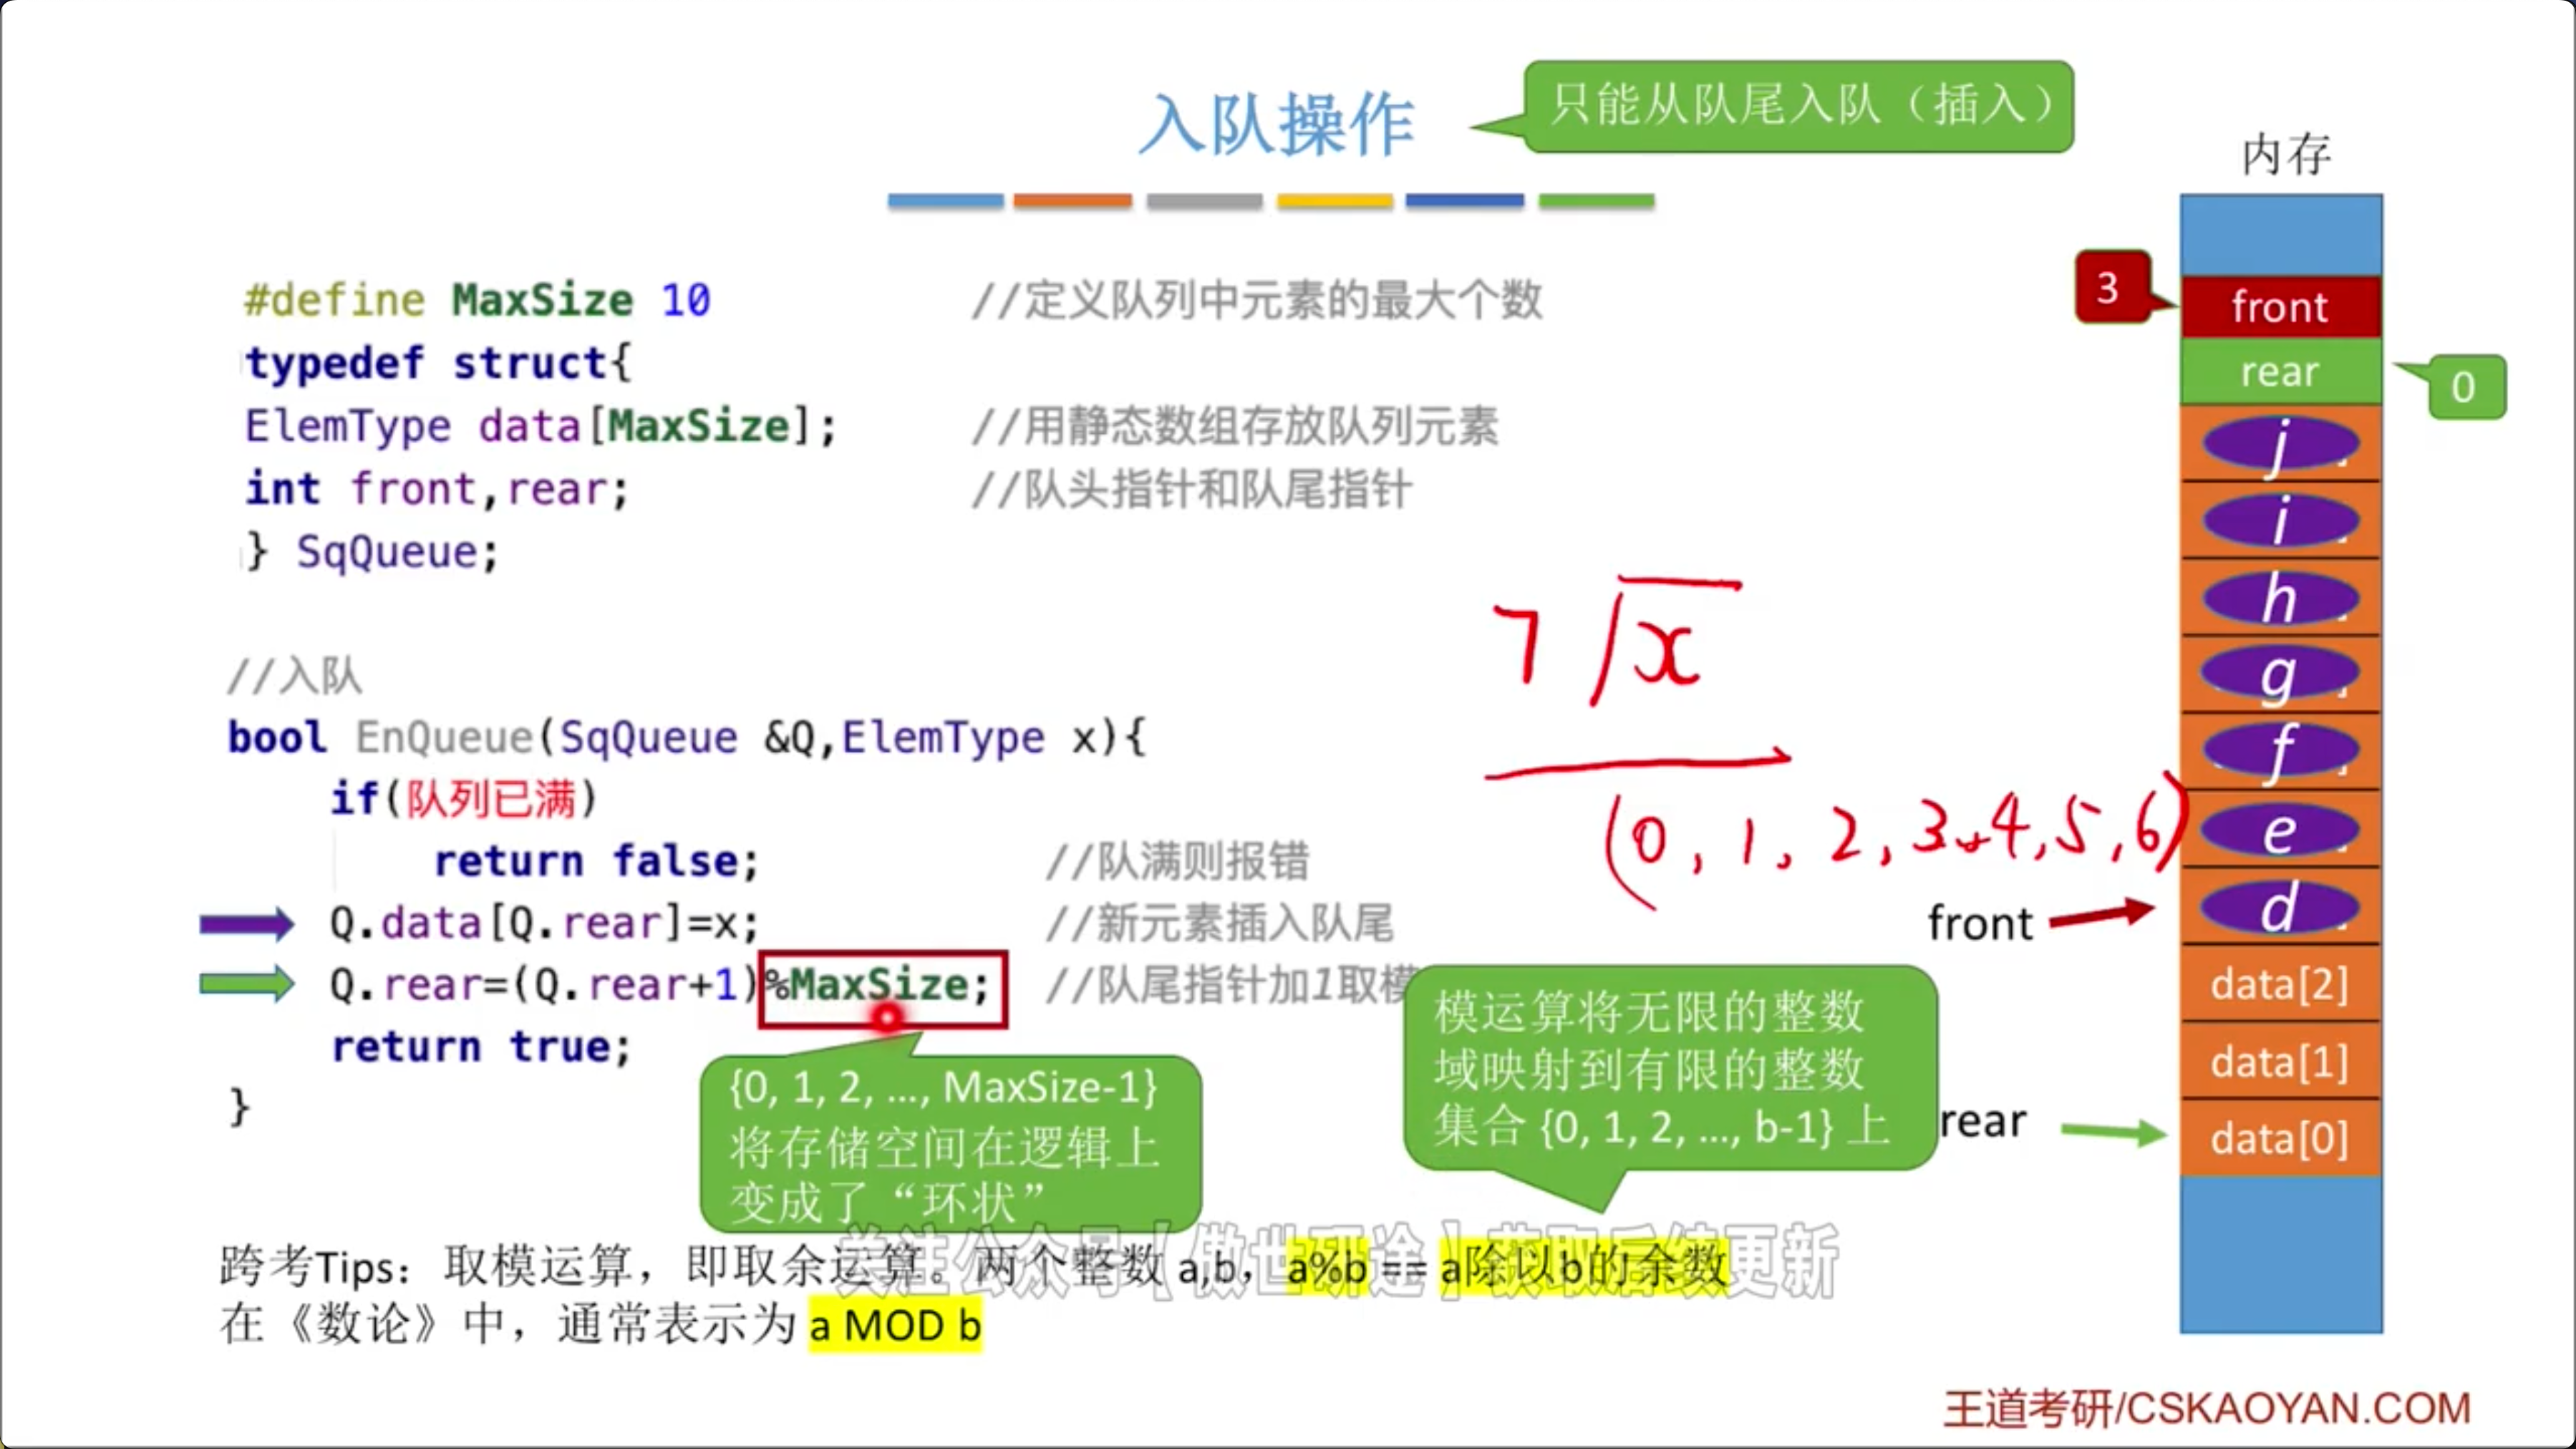 入队操作
只能从队尾入队（插入）
#define MaxSize 10 //定义队列中元素的最大个数
typedef struct{
ElemType data[MaxSize]; //用静态数组存放队列元素
int front,rear; //队头指针和队尾指针
} SqQueue;
//入队
bool EnQueue(SqQueue &Q,ElemType x){
if(队列已满)
return false; //队满则报错
Q.data[Q.rear]=x; //新元素插入队尾
Q.rear=(Q.rear+1)%MaxSize; //队尾指针加1取模
return true;
}
{0, 1, 2, ..., MaxSize-1}
将存储空间在逻辑上
变成了“环状”
模运算将无限的整数
域映射到有限的整数
集合 {0, 1, 2, ..., b-1} 上
7 x
(0, 1, 2, 3, 4, 5, 6)
跨考Tips：取模运算，即取余运算。两个整数 a,b，a%b == a除以b的余数
在《数论》中，通常表示为 a MOD b
关注公众号【傲世研途】获取后续更新
内存
3
front
rear
0
j
i
h
g
f
e
front
d
data[2]
data[1]
rear
data[0]
王道考研/CSKAOYAN.COM